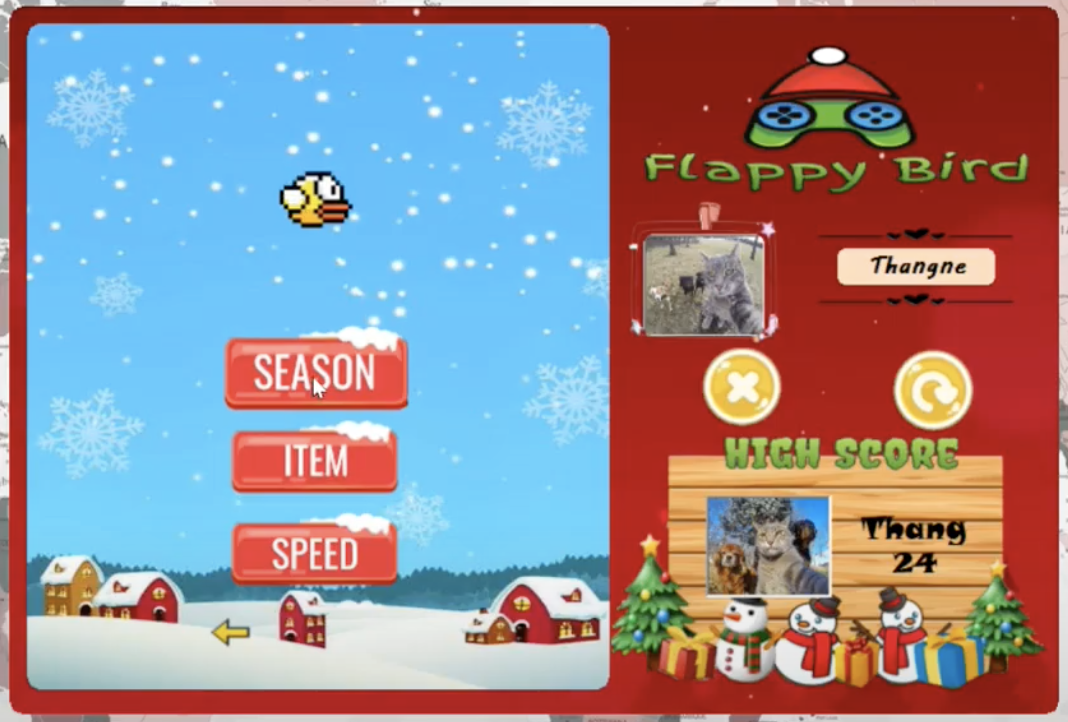 SEASON
ITEM
SPEED
Flappy Bird
Thangne
HIGH SCORE
Thang
24